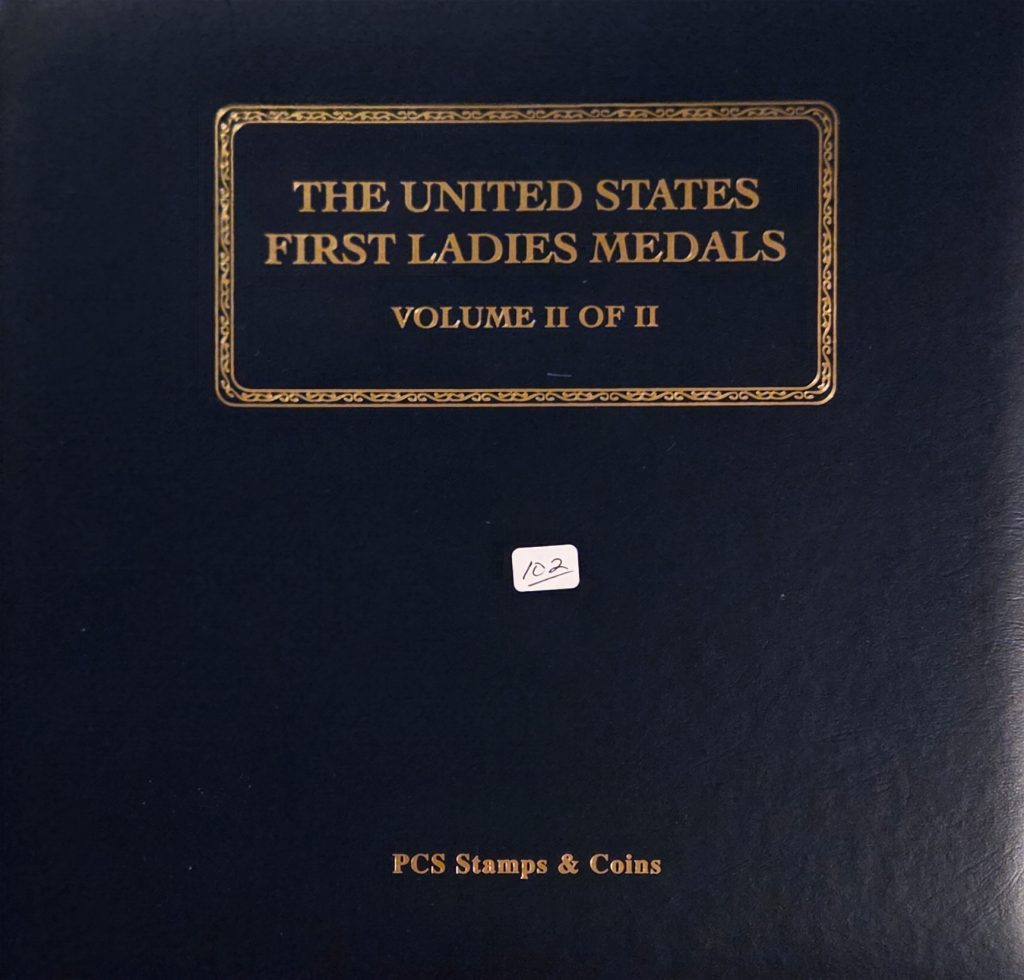 THE UNITED STATES
FIRST LADIES MEDALS
VOLUME II OF II
102
PCS Stamps & Coins